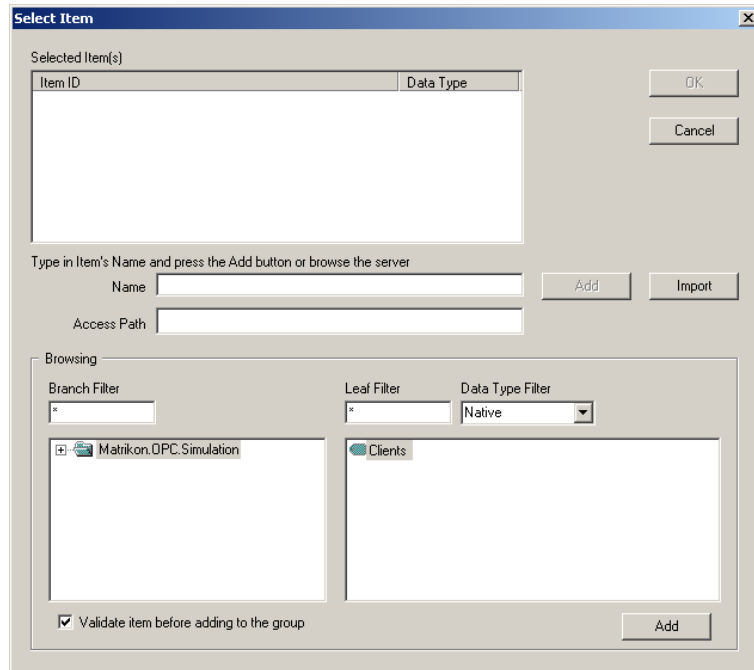 Select Item
Selected Item(s)
Item ID Data Type
OK
Cancel
Type in Item's Name and press the Add button or browse the server
Name Add Import
Access Path
Browsing
Branch Filter Leaf Filter Data Type Filter
* * Native
Matrikon.OPC.Simulation Clients
Validate item before adding to the group
Add